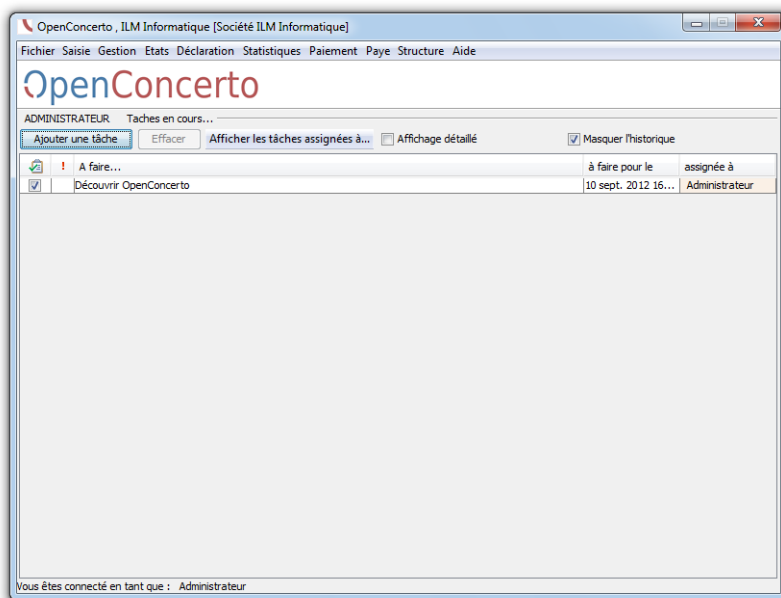 OpenConcerto , ILM Informatique [Société ILM Informatique]
Fichier Saisie Gestion Etats Déclaration Statistiques Paiement Paye Structure Aide
OpenConcerto
ADMINISTRATEUR Taches en cours...
Ajouter une tâche Effacer Afficher les tâches assignées à... Affichage détaillé Masquer l'historique
! A faire... à faire pour le assignée à
Découvrir OpenConcerto 10 sept. 2012 16... Administrateur
Vous êtes connecté en tant que : Administrateur